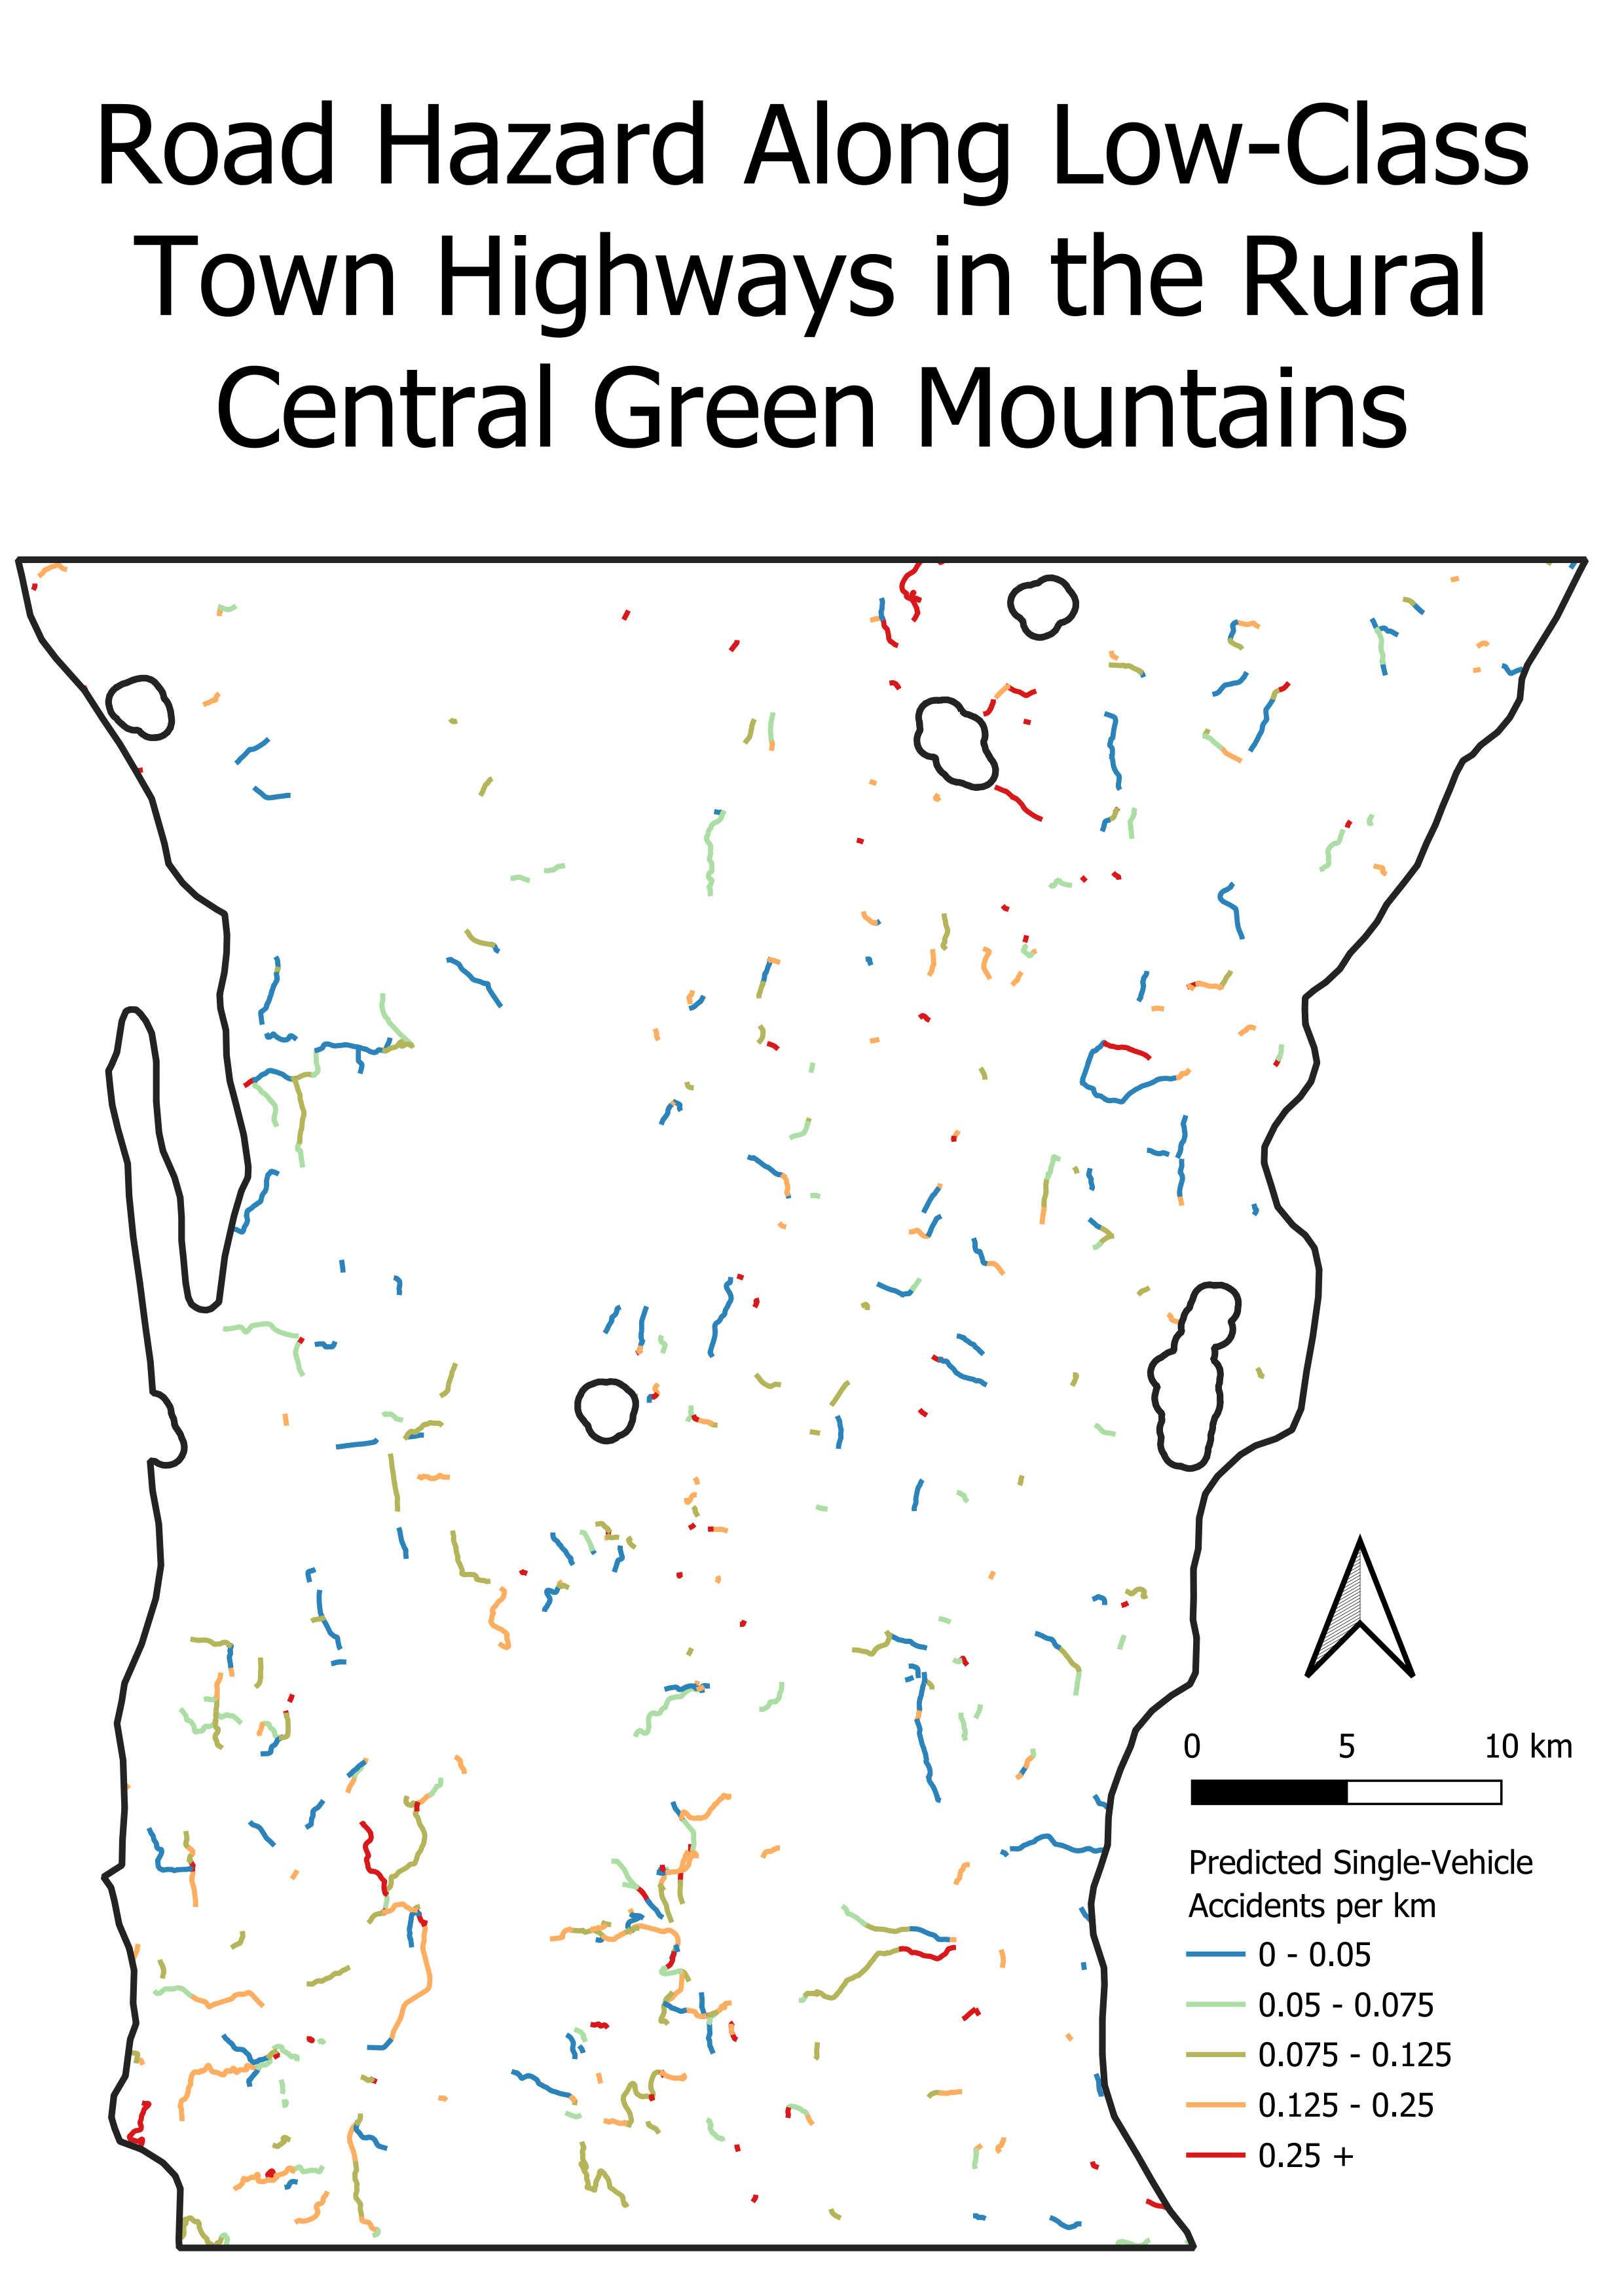 Road Hazard Along Low-Class
Town Highways in the Rural
Central Green Mountains
0 5 10 km
Predicted Single-Vehicle
Accidents per km
0 - 0.05
0.05 - 0.075
0.075 - 0.125
0.125 - 0.25
0.25 +